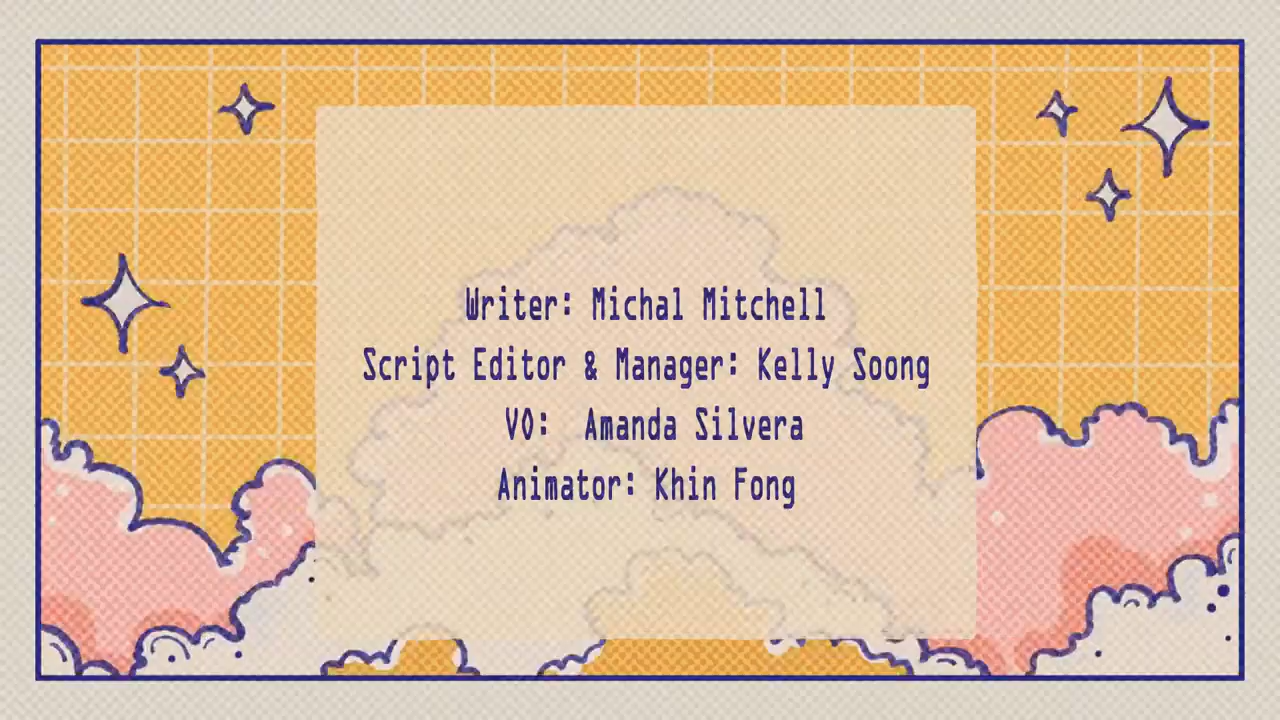 Writer: Michal Mitchell
Script Editor & Manager: Kelly Soong
VO: Amanda Silvera
Animator: Khin Fong